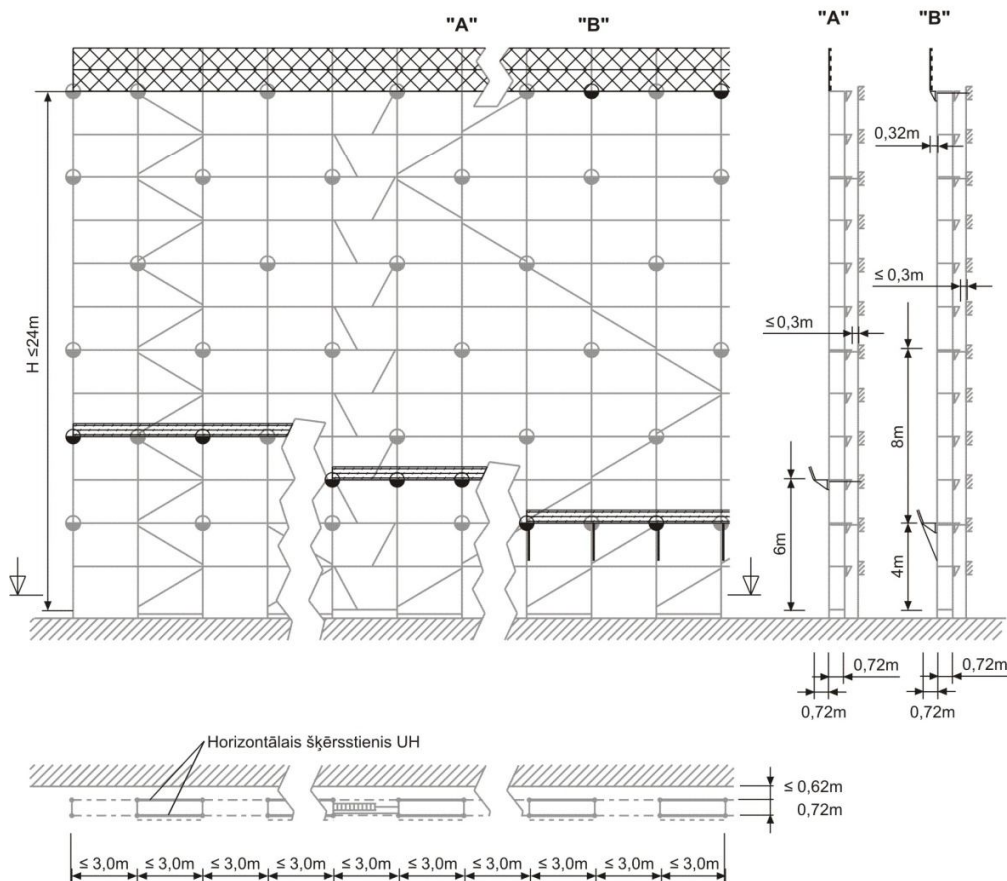 "A" "B" "A" "B"
0,32m
≤ 0,3m
≤ 0,3m
H ≤24m
8m
6m
4m
0,72m 0,72m
0,72m 0,72m
Horizontālais šķērsstienis UH
≤ 0,62m
0,72m
≤ 3,0m ≤ 3,0m ≤ 3,0m ≤ 3,0m ≤ 3,0m ≤ 3,0m ≤ 3,0m ≤ 3,0m ≤ 3,0m ≤ 3,0m